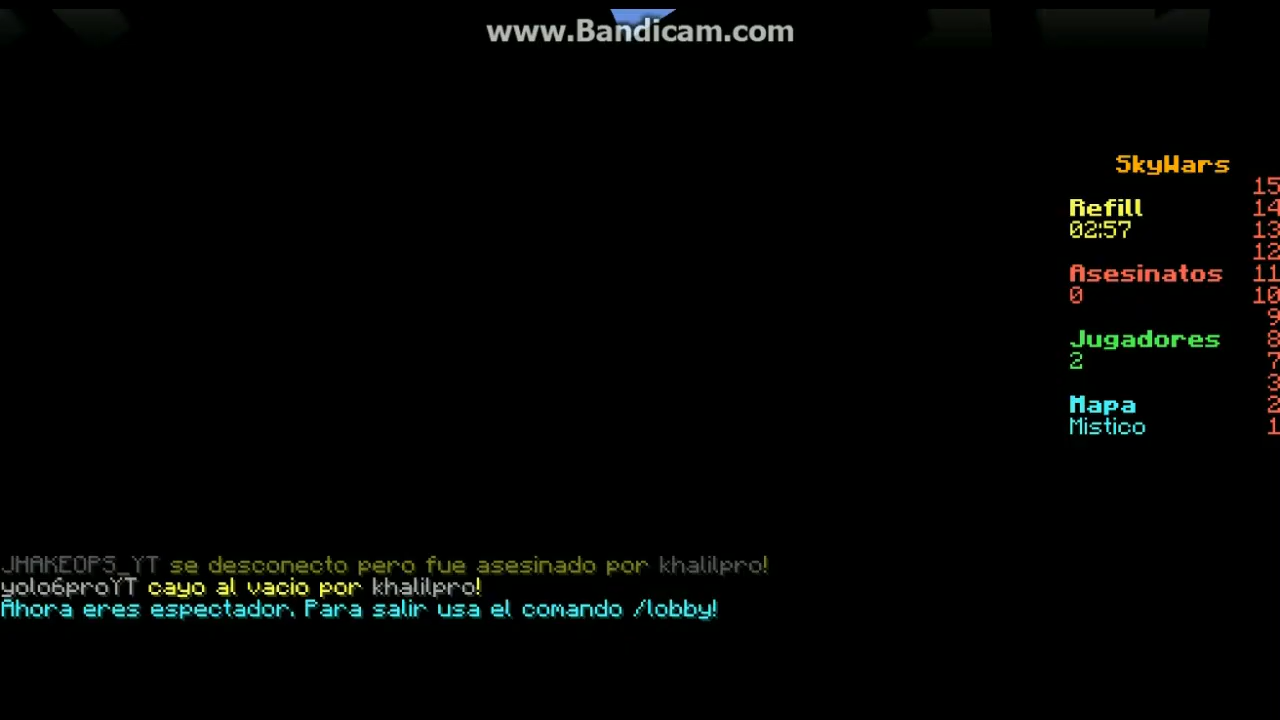 www.Bandicam.com
SkyWars
15
Refill 14
02:57 13
12
Asesinatos 11
0 10
9
Jugadores 8
2 7
3
Mapa 2
Mistico 1
JHAKEOPS_YT se desconecto pero fue asesinado por khalilpro!
yolo6proYT cayo al vacio por khalilpro!
Ahora eres espectador. Para salir usa el comando /lobby!